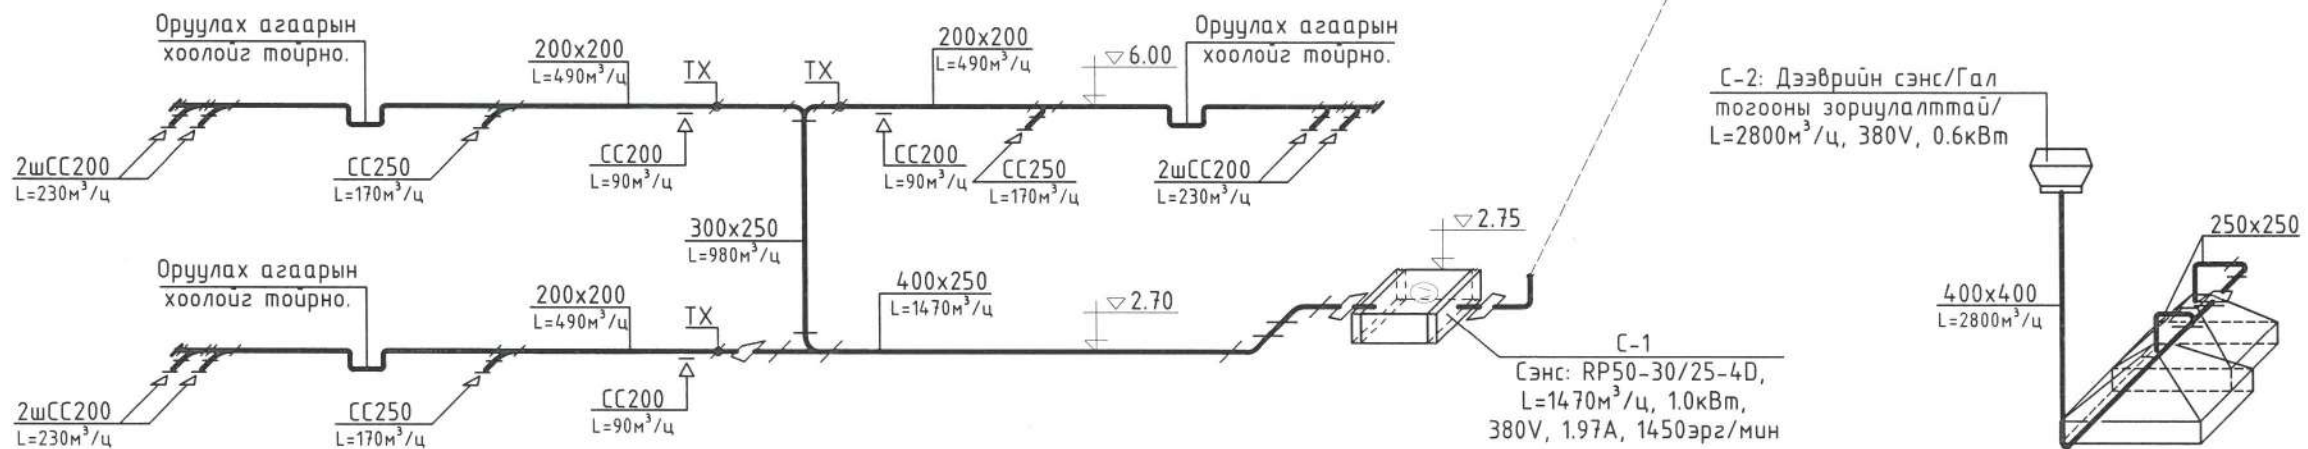 Оруулах агаарын
хоолойг тойрно.
200x200
L=490м³/ц
ТХ
ТХ
200x200
L=490м³/ц
6.00
Оруулах агаарын
хоолойг тойрно.
2шСС200
L=230м³/ц
СС250
L=170м³/ц
СС200
L=90м³/ц
СС200
L=90м³/ц
СС250
L=170м³/ц
2шСС200
L=230м³/ц
С-2: Дээврийн сэнс/Гал
тогооны зориулалттай/
L=2800м³/ц, 380V, 0.6кВт
300x250
L=980м³/ц
2.75
250x250
Оруулах агаарын
хоолойг тойрно.
200x200
L=490м³/ц
ТХ
400x250
L=1470м³/ц
2.70
400x400
L=2800м³/ц
С-1
Сэнс: RP50-30/25-4D,
L=1470м³/ц, 1.0кВт,
380V, 1.97A, 1450эрг/мин
2шСС200
L=230м³/ц
СС250
L=170м³/ц
СС200
L=90м³/ц